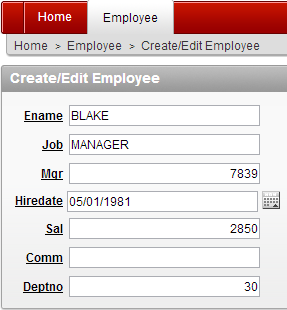 Home Employee
Home > Employee > Create/Edit Employee
Create/Edit Employee
Ename BLAKE
Job MANAGER
Mgr 7839
Hiredate 05/01/1981
Sal 2850
Comm
Deptno 30